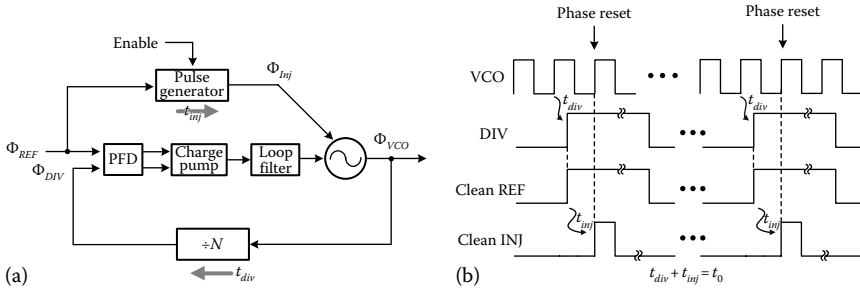 Enable
Pulse
generator
t_inj
Φ_Inj
Φ_REF
Φ_DIV
PFD
Charge
pump
Loop
filter
Φ_VCO
÷N
t_div
(a)
Phase reset
Phase reset
VCO
t_div
t_div
DIV
Clean REF
t_inj
t_inj
Clean INJ
t_div + t_inj = t_0
(b)